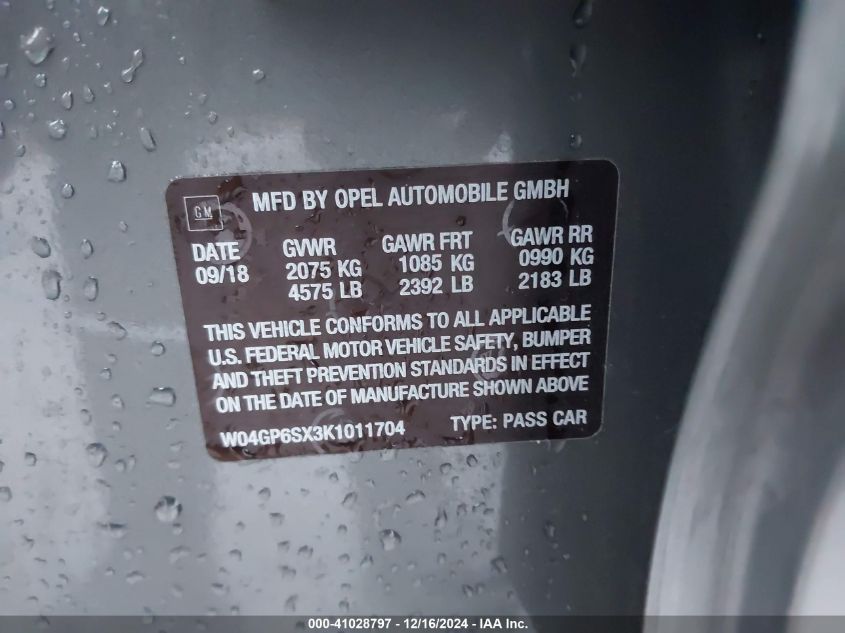 GM
MFD BY OPEL AUTOMOBILE GMBH
DATE GVWR GAWR FRT GAWR RR
09/18 2075 KG 1085 KG 0990 KG
4575 LB 2392 LB 2183 LB
THIS VEHICLE CONFORMS TO ALL APPLICABLE
U.S. FEDERAL MOTOR VEHICLE SAFETY, BUMPER
AND THEFT PREVENTION STANDARDS IN EFFECT
ON THE DATE OF MANUFACTURE SHOWN ABOVE
W04GP6SX3K1011704 TYPE: PASS CAR
000-41028797 - 12/16/2024 - IAA Inc.